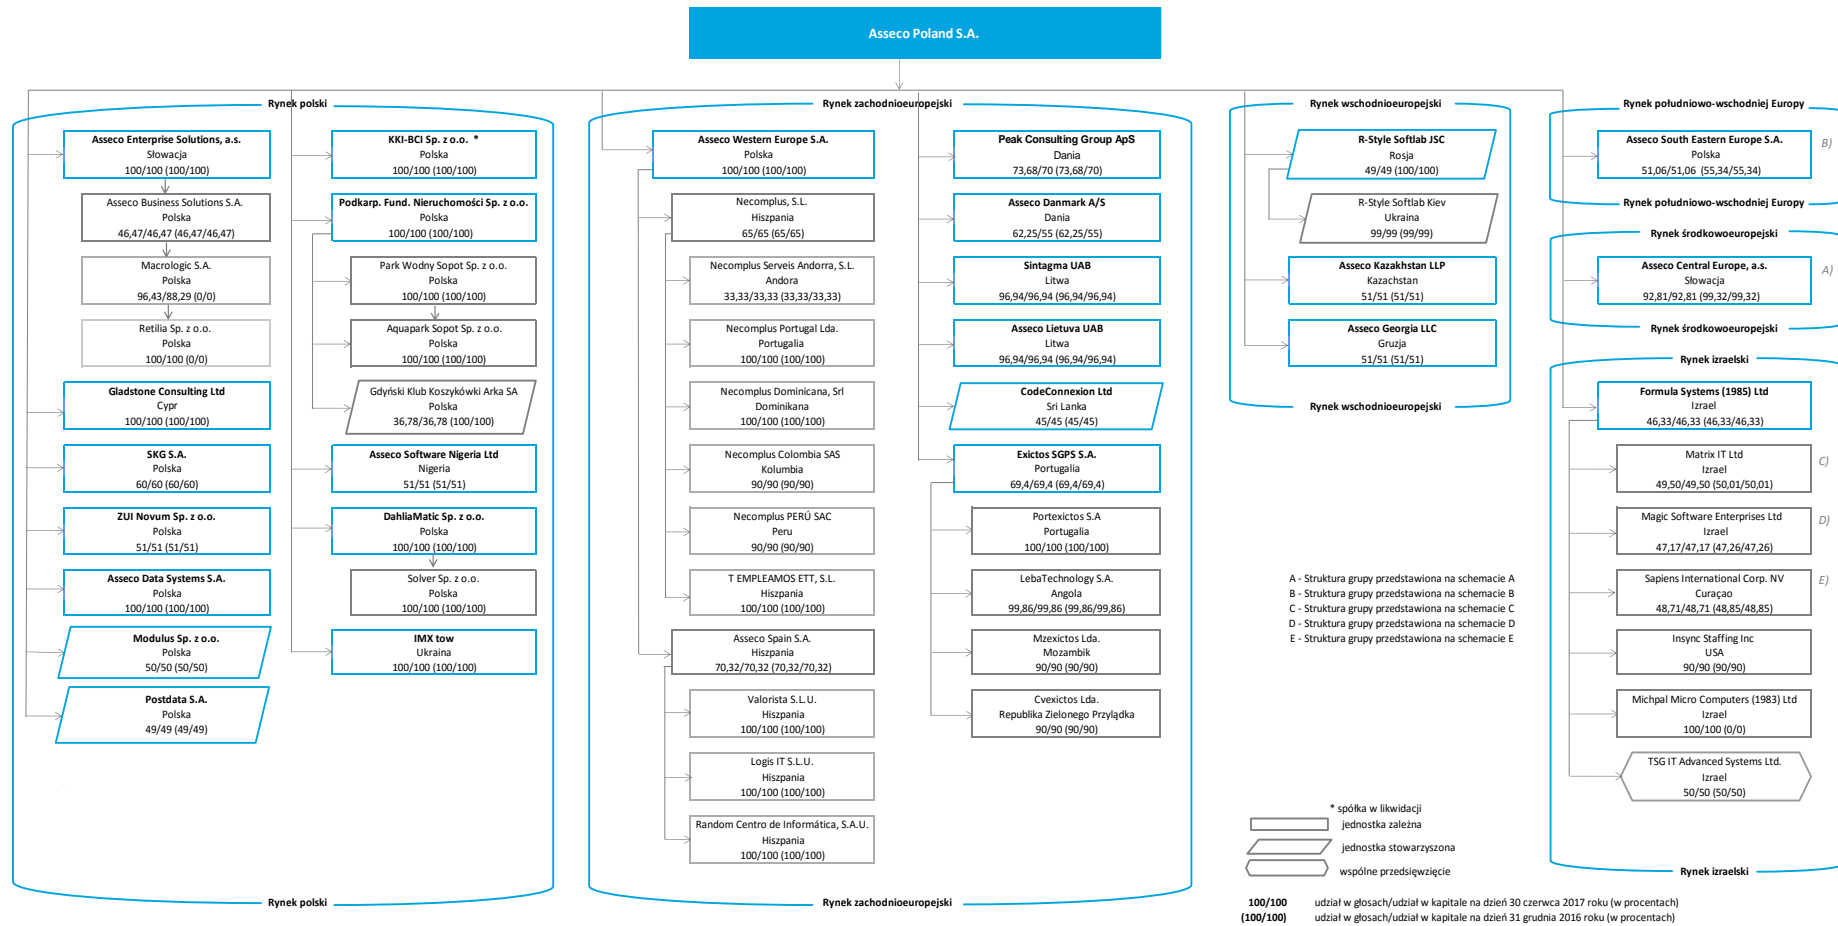 Asseco Poland S.A.
Rynek polski
Asseco Enterprise Solutions, a.s.
Słowacja
100/100 (100/100)
Asseco Business Solutions S.A.
Polska
46,47/46,47 (46,47/46,47)
Macrologic S.A.
Polska
96,43/88,29 (0/0)
Retilia Sp. z o.o.
Polska
100/100 (0/0)
Gladstone Consulting Ltd
Cypr
100/100 (100/100)
SKG S.A.
Polska
60/60 (60/60)
ZUI Novum Sp. z o.o.
Polska
51/51 (51/51)
Asseco Data Systems S.A.
Polska
100/100 (100/100)
Modulus Sp. z o.o.
Polska
50/50 (50/50)
Postdata S.A.
Polska
49/49 (49/49)
KKI-BCI Sp. z o.o. *
Polska
100/100 (100/100)
Podkarp. Fund. Nieruchomości Sp. z o.o.
Polska
100/100 (100/100)
Park Wodny Sopot Sp. z o.o.
Polska
100/100 (100/100)
Aquapark Sopot Sp. z o.o.
Polska
100/100 (100/100)
Gdyński Klub Koszykówki Arka SA
Polska
36,78/36,78 (100/100)
Asseco Software Nigeria Ltd
Nigeria
51/51 (51/51)
DahliaMatic Sp. z o.o.
Polska
100/100 (100/100)
Solver Sp. z o.o.
Polska
100/100 (100/100)
IMX tow
Ukraina
100/100 (100/100)
Rynek polski
Rynek zachodnioeuropejski
Asseco Western Europe S.A.
Polska
100/100 (100/100)
Necomplus, S.L.
Hiszpania
65/65 (65/65)
Necomplus Serveis Andorra, S.L.
Andora
33,33/33,33 (33,33/33,33)
Necomplus Portugal Lda.
Portugalia
100/100 (100/100)
Necomplus Dominicana, Srl
Dominikana
100/100 (100/100)
Necomplus Colombia SAS
Kolumbia
90/90 (90/90)
Necomplus PERÚ SAC
Peru
90/90 (90/90)
T EMPLEAMOS ETT, S.L.
Hiszpania
100/100 (100/100)
Asseco Spain S.A.
Hiszpania
70,32/70,32 (70,32/70,32)
Valorista S.L.U.
Hiszpania
100/100 (100/100)
Logis IT S.L.U.
Hiszpania
100/100 (100/100)
Random Centro de Informática, S.A.U.
Hiszpania
100/100 (100/100)
Peak Consulting Group ApS
Dania
73,68/70 (73,68/70)
Asseco Danmark A/S
Dania
62,25/55 (62,25/55)
Sintagma UAB
Litwa
96,94/96,94 (96,94/96,94)
Asseco Lietuva UAB
Litwa
96,94/96,94 (96,94/96,94)
CodeConnexion Ltd
Sri Lanka
45/45 (45/45)
Exictos SGPS S.A.
Portugalia
69,4/69,4 (69,4/69,4)
Portexictos S.A
Portugalia
100/100 (100/100)
LebaTechnology S.A.
Angola
99,86/99,86 (99,86/99,86)
Mzexictos Lda.
Mozambik
90/90 (90/90)
Cvexictos Lda.
Republika Zielonego Przylądka
90/90 (90/90)
Rynek zachodnioeuropejski
Rynek wschodnioeuropejski
R-Style Softlab JSC
Rosja
49/49 (100/100)
R-Style Softlab Kiev
Ukraina
99/99 (99/99)
Asseco Kazakhstan LLP
Kazachstan
51/51 (51/51)
Asseco Georgia LLC
Gruzja
51/51 (51/51)
Rynek wschodnioeuropejski
A - Struktura grupy przedstawiona na schemacie A
B - Struktura grupy przedstawiona na schemacie B
C - Struktura grupy przedstawiona na schemacie C
D - Struktura grupy przedstawiona na schemacie D
E - Struktura grupy przedstawiona na schemacie E
Rynek południowo-wschodniej Europy
Asseco South Eastern Europe S.A.
Polska
51,06/51,06 (55,34/55,34)
B)
Rynek południowo-wschodniej Europy
Rynek środkowoeuropejski
Asseco Central Europe, a.s.
Słowacja
92,81/92,81 (99,32/99,32)
A)
Rynek środkowoeuropejski
Rynek izraelski
Formula Systems (1985) Ltd
Izrael
46,33/46,33 (46,33/46,33)
Matrix IT Ltd
Izrael
49,50/49,50 (50,01/50,01)
C)
Magic Software Enterprises Ltd
Izrael
47,17/47,17 (47,26/47,26)
D)
Sapiens International Corp. NV
Curaçao
48,71/48,71 (48,85/48,85)
E)
Insync Staffing Inc
USA
90/90 (90/90)
Michpal Micro Computers (1983) Ltd
Izrael
100/100 (0/0)
TSG IT Advanced Systems Ltd.
Izrael
50/50 (50/50)
Rynek izraelski
* spółka w likwidacji
jednostka zależna
jednostka stowarzyszona
wspólne przedsięwzięcie
100/100 udział w głosach/udział w kapitale na dzień 30 czerwca 2017 roku (w procentach)
(100/100) udział w głosach/udział w kapitale na dzień 31 grudnia 2016 roku (w procentach)